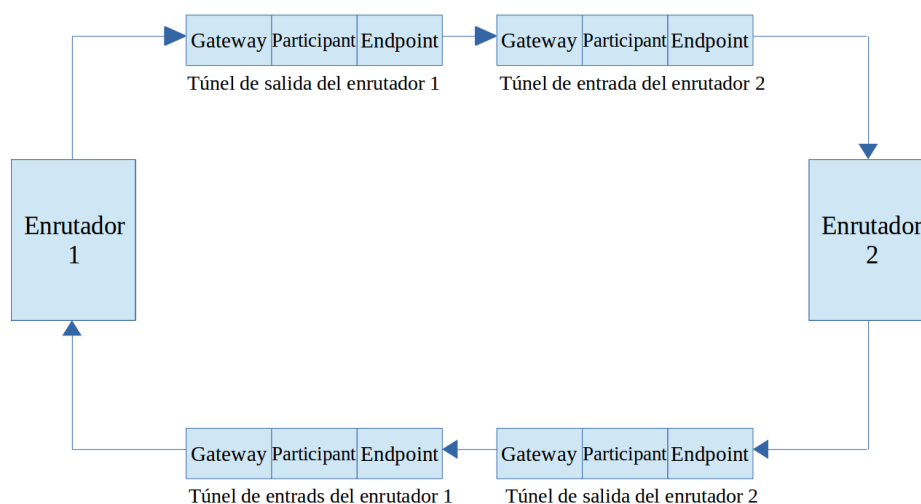 Gateway Participant Endpoint Gateway Participant Endpoint
Túnel de salida del enrutador 1 Túnel de entrada del enrutador 2
Enrutador
1
Enrutador
2
Gateway Participant Endpoint Gateway Participant Endpoint
Túnel de entrads del enrutador 1 Túnel de salida del enrutador 2